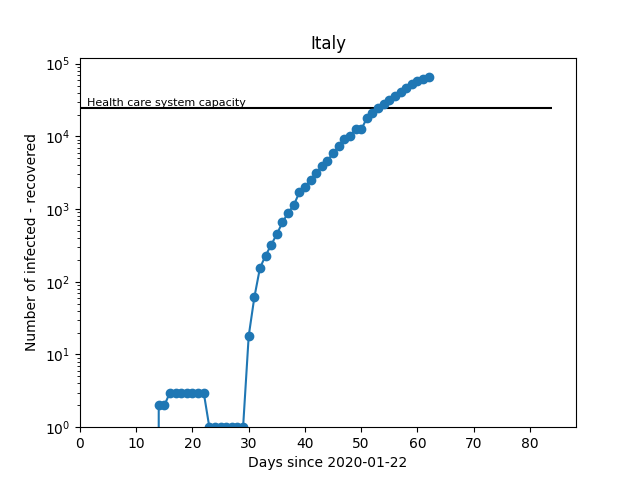 Italy
Number of infected - recovered
10^5
10^4
10^3
10^2
10^1
10^0
Health care system capacity
0 10 20 30 40 50 60 70 80
Days since 2020-01-22